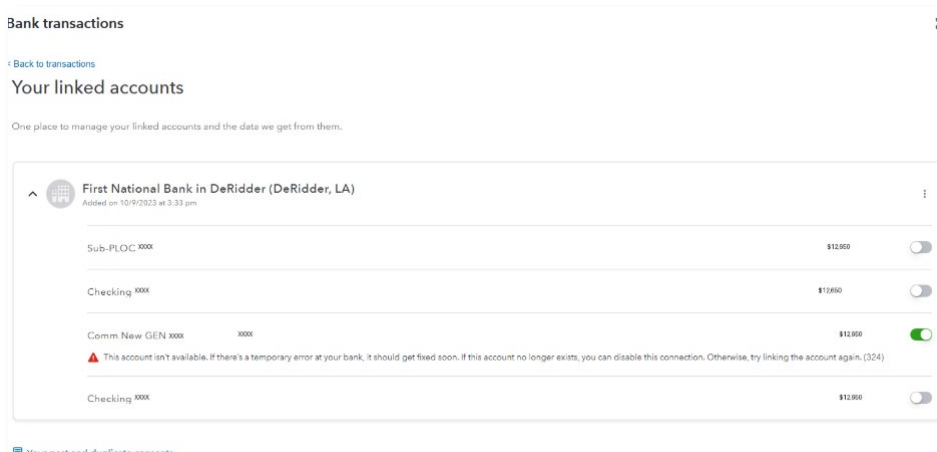 Bank transactions
Back to transactions
Your linked accounts
One place to manage your linked accounts and the data we get from them.
First National Bank in DeRidder (DeRidder, LA)
Added on 10/9/2023 at 3:33 pm
Sub-PLOC XXXX $12,650
Checking XXXX $12,650
Comm New GEN XXXX XXXX $12,650
This account isn't available. If there's a temporary error at your bank, it should get fixed soon. If this account no longer exists, you can disable this connection. Otherwise, try linking the account again. (324)
Checking XXXX $12,650